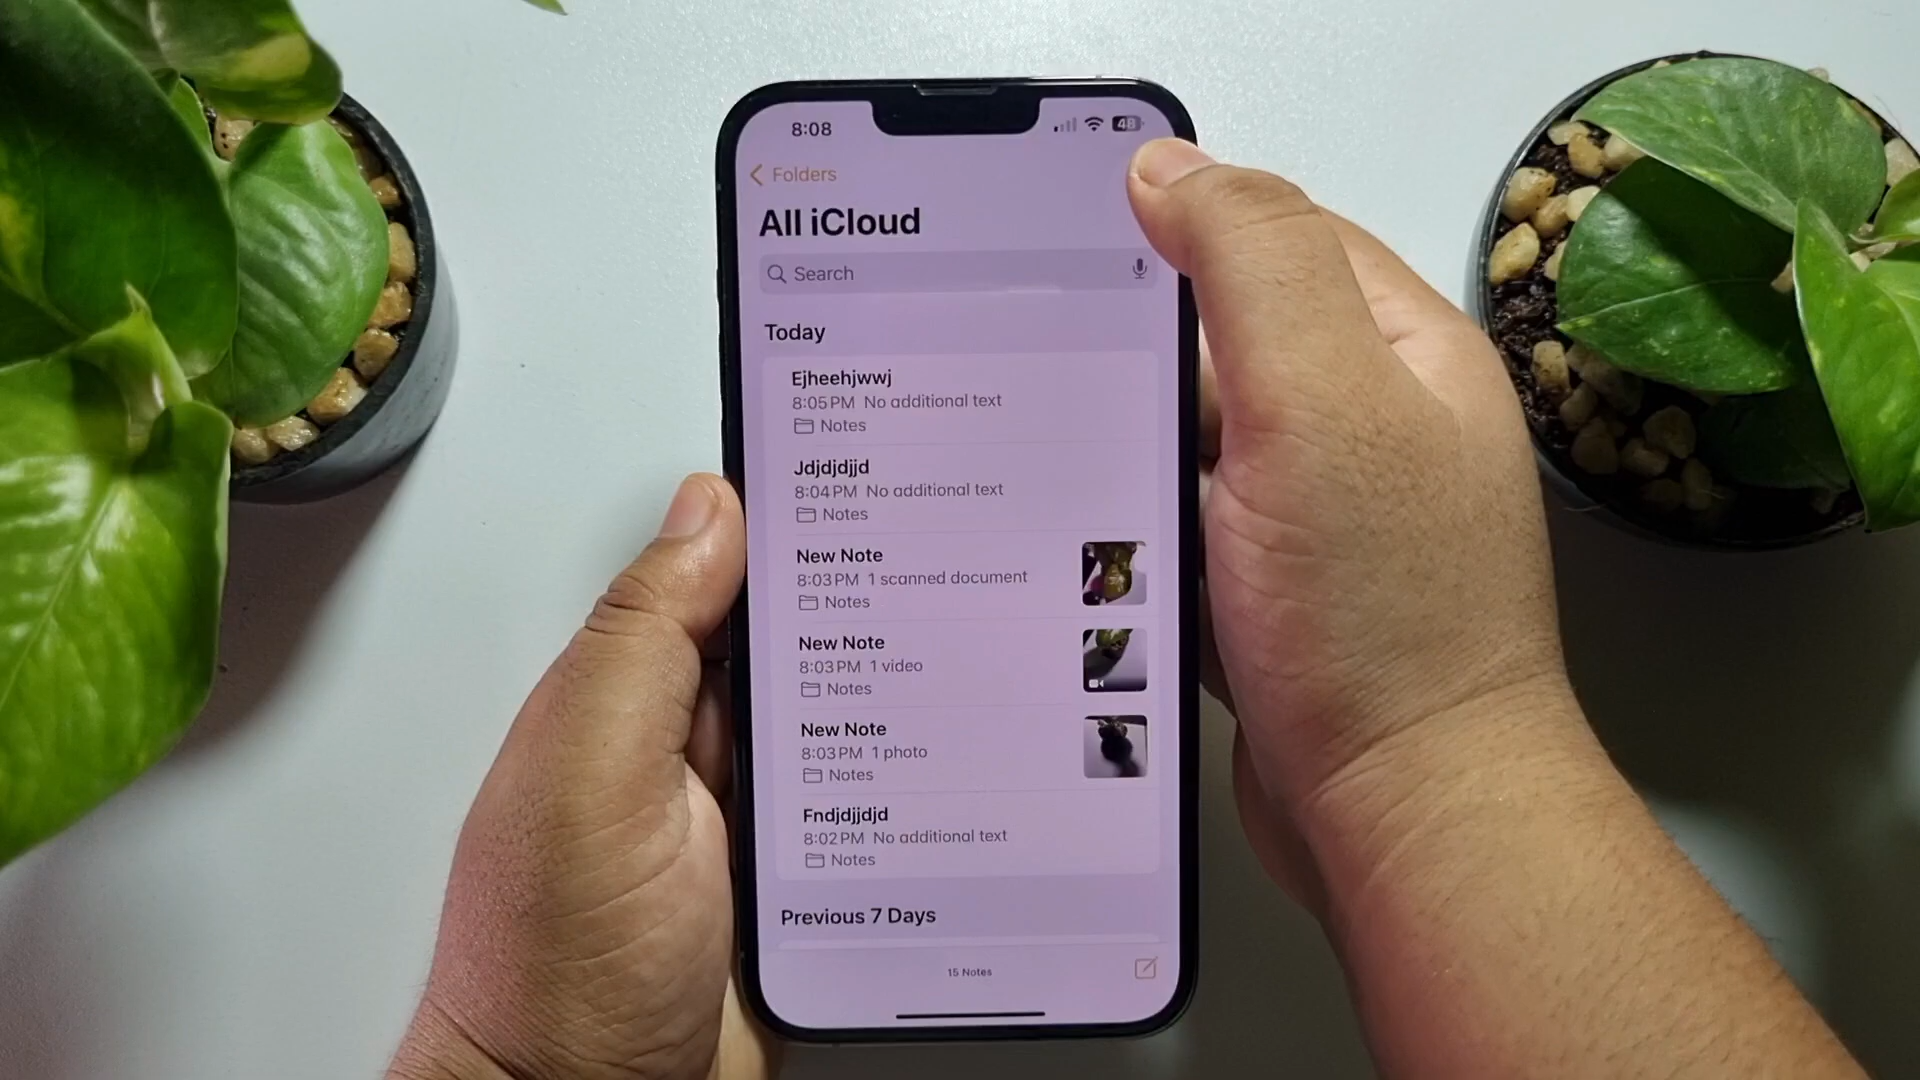 8:08
48
Folders
All iCloud
Search
Today
Ejheehjwwj
8:05 PM No additional text
Notes
Jdjdjdjjd
8:04 PM No additional text
Notes
New Note
8:03 PM 1 scanned document
Notes
New Note
8:03 PM 1 video
Notes
New Note
8:03 PM 1 photo
Notes
Fndjdjjdjd
8:02 PM No additional text
Notes
Previous 7 Days
15 Notes